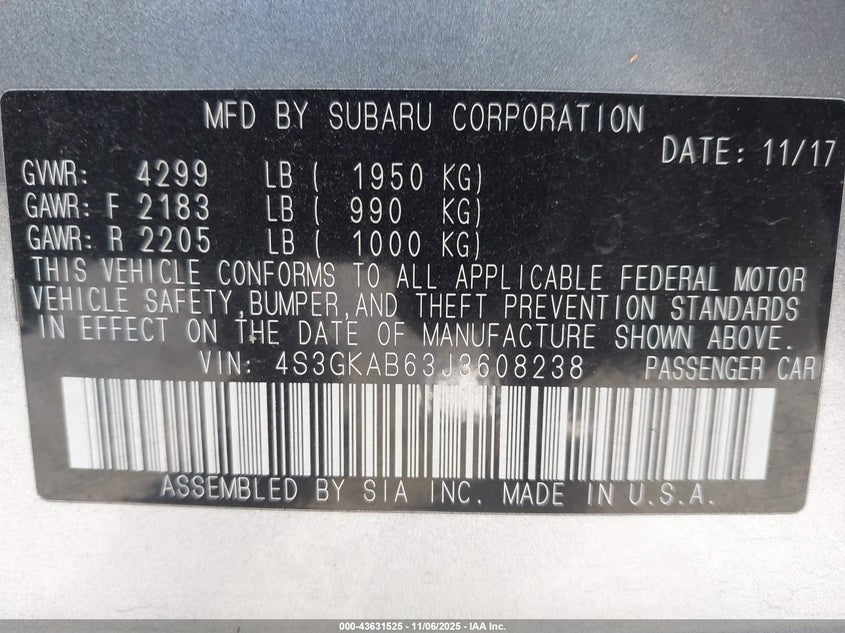 MFD BY SUBARU CORPORATION
DATE: 11/17
GVWR: 4299 LB ( 1950 KG)
GAWR: F 2183 LB ( 990 KG)
GAWR: R 2205 LB ( 1000 KG)
THIS VEHICLE CONFORMS TO ALL APPLICABLE FEDERAL MOTOR
VEHICLE SAFETY,BUMPER,AND THEFT PREVENTION STANDARDS
IN EFFECT ON THE DATE OF MANUFACTURE SHOWN ABOVE.
VIN: 4S3GKAB63J3608238 PASSENGER CAR
ASSEMBLED BY SIA INC. MADE IN U.S.A.
000-43631525 | 11/06/2025 - IAA Inc.